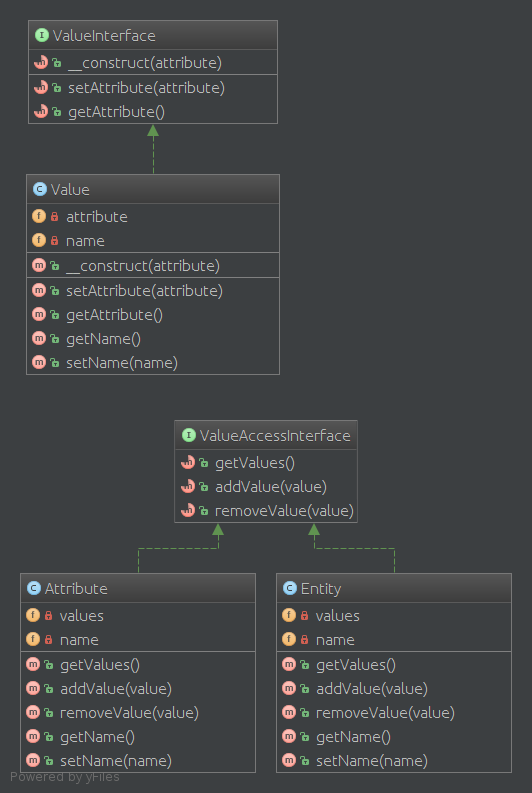 ValueInterface
__construct(attribute)
setAttribute(attribute)
getAttribute()
Value
attribute
name
__construct(attribute)
setAttribute(attribute)
getAttribute()
getName()
setName(name)
ValueAccessInterface
getValues()
addValue(value)
removeValue(value)
Attribute
values
name
getValues()
addValue(value)
removeValue(value)
getName()
setName(name)
Entity
values
name
getValues()
addValue(value)
removeValue(value)
getName()
setName(name)
Powered by yFiles